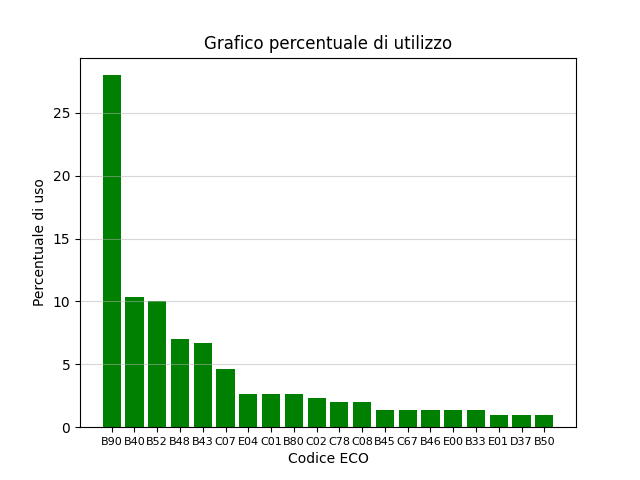 Grafico percentuale di utilizzo
Percentuale di uso
25
20
15
10
5
0
B90 B40 B52 B48 B43 C07 E04 C01 B80 C02 C78 C08 B45 C67 B46 E00 B33 E01 D37 B50
Codice ECO